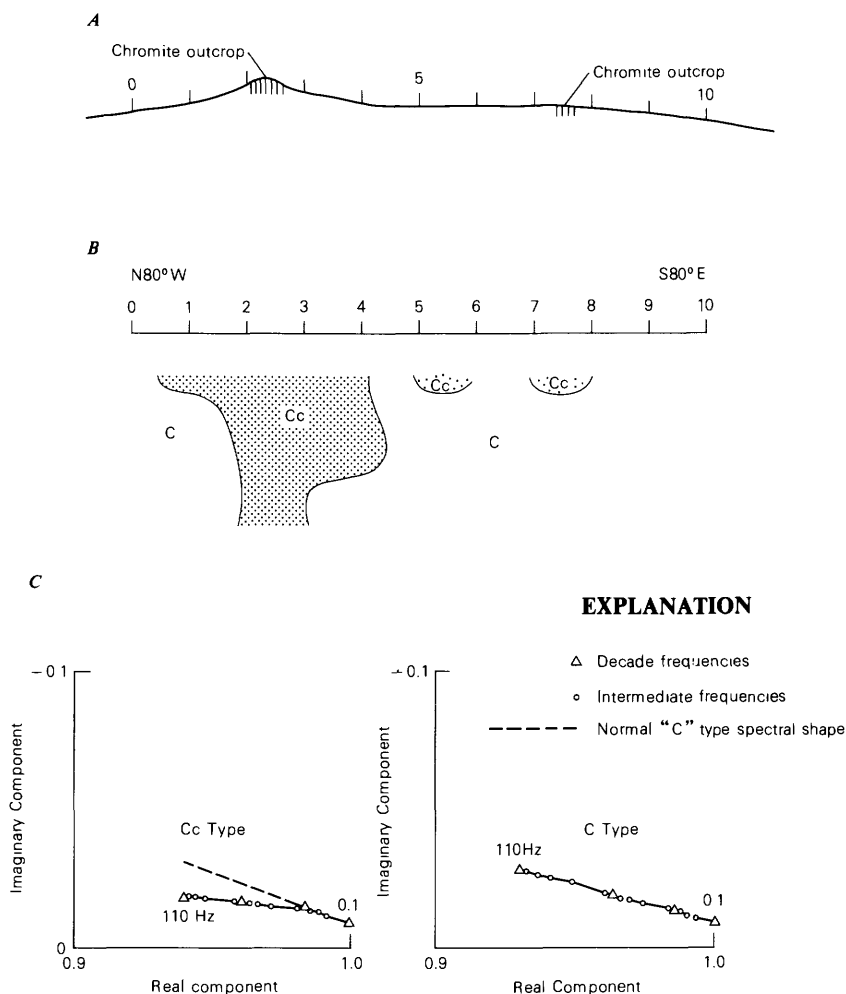 A
Chromite outcrop
Chromite outcrop
0
5
10
B
N80°W
S80°E
0 1 2 3 4 5 6 7 8 9 10
Cc
Cc
Cc
C
C
C
EXPLANATION
Decade frequencies
Intermediate frequencies
Normal "C" type spectral shape
–0 1
Imaginary Component
Cc Type
110 Hz
0.1
0
0.9
1.0
Real component
–0.1
Imaginary Component
C Type
110Hz
0 1
0.9
1.0
Real Component